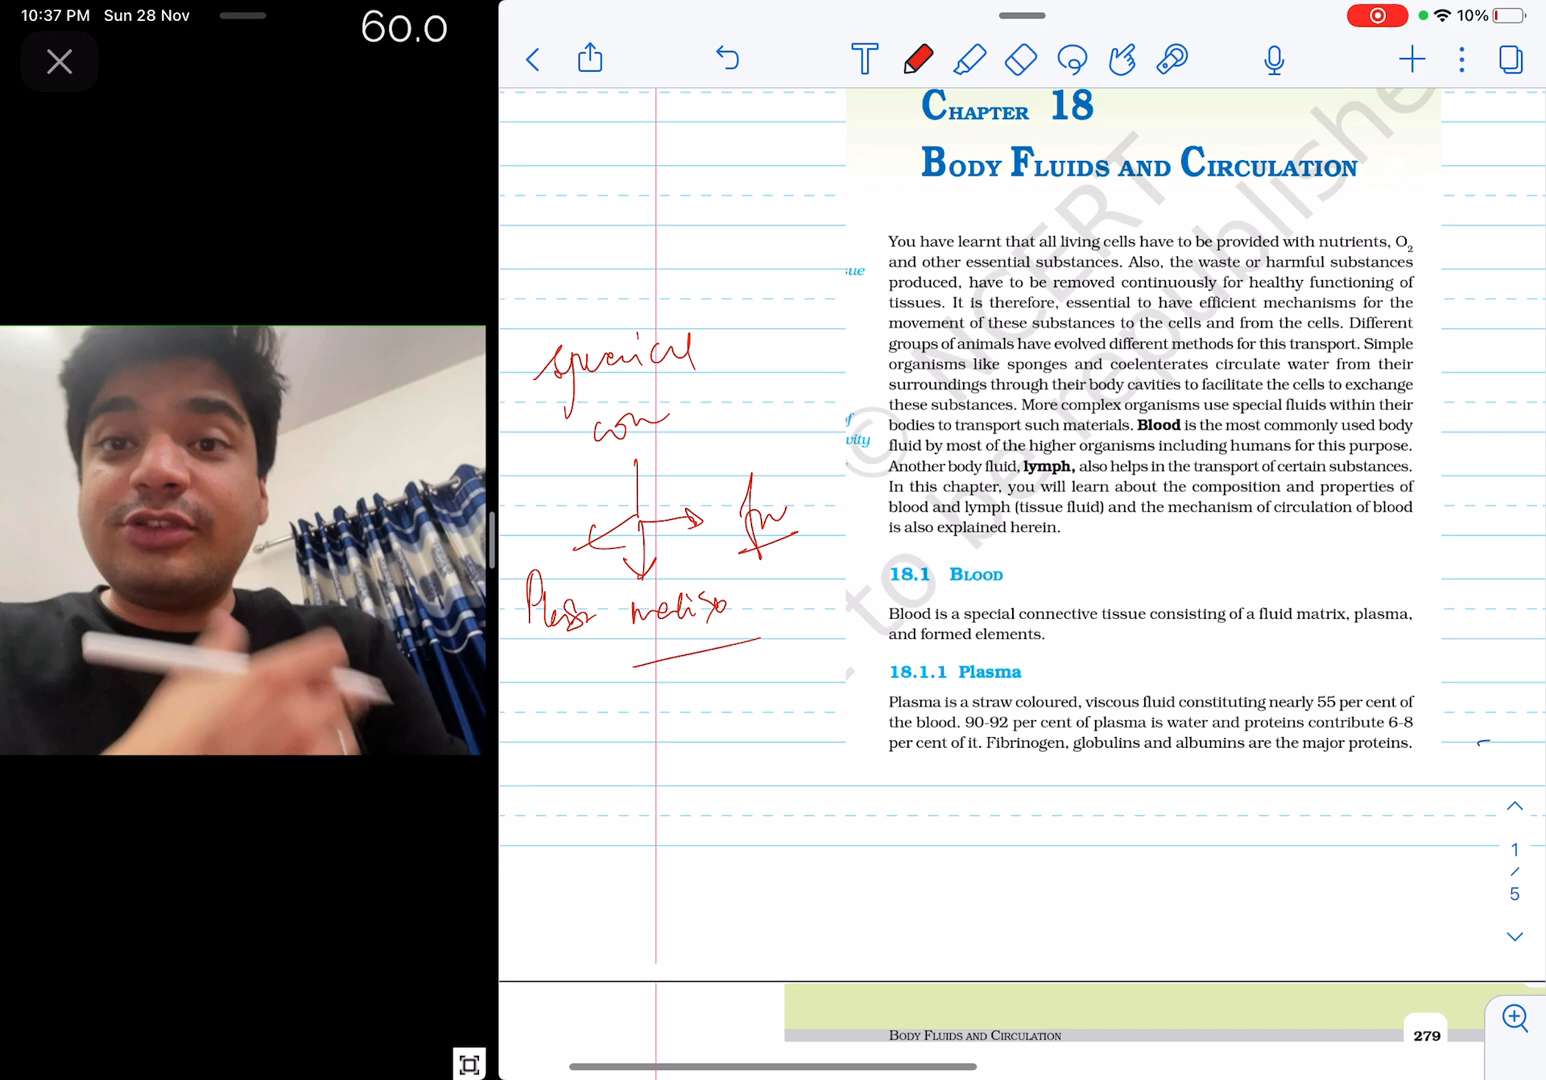 10:37 PM Sun 28 Nov
60.0
10%
CHAPTER 18
BODY FLUIDS AND CIRCULATION
You have learnt that all living cells have to be provided with nutrients, O2
and other essential substances. Also, the waste or harmful substances
produced, have to be removed continuously for healthy functioning of
tissues. It is therefore, essential to have efficient mechanisms for the
movement of these substances to the cells and from the cells. Different
groups of animals have evolved different methods for this transport. Simple
organisms like sponges and coelenterates circulate water from their
surroundings through their body cavities to facilitate the cells to exchange
these substances. More complex organisms use special fluids within their
bodies to transport such materials. Blood is the most commonly used body
fluid by most of the higher organisms including humans for this purpose.
Another body fluid, lymph, also helps in the transport of certain substances.
In this chapter, you will learn about the composition and properties of
blood and lymph (tissue fluid) and the mechanism of circulation of blood
is also explained herein.
18.1 BLOOD
Blood is a special connective tissue consisting of a fluid matrix, plasma,
and formed elements.
18.1.1 Plasma
Plasma is a straw coloured, viscous fluid constituting nearly 55 per cent of
the blood. 90-92 per cent of plasma is water and proteins contribute 6-8
per cent of it. Fibrinogen, globulins and albumins are the major proteins.
© NCERT
to be republishe
1
/
5
BODY FLUIDS AND CIRCULATION
279